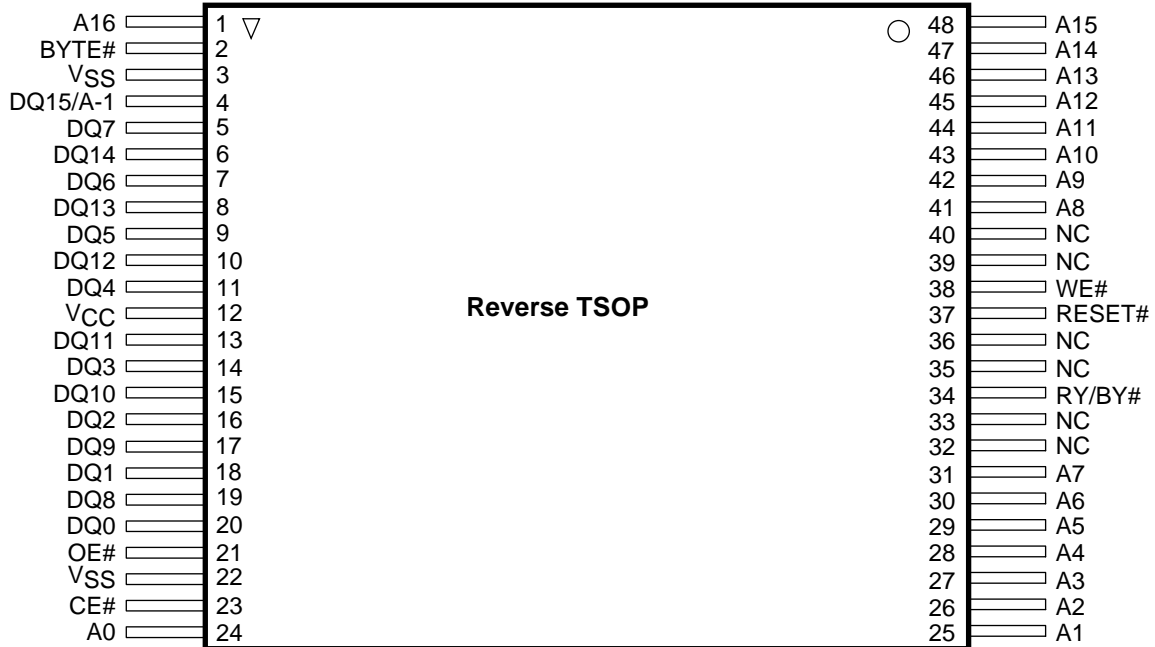 A16 1 48 A15
BYTE# 2 47 A14
VSS 3 46 A13
DQ15/A-1 4 45 A12
DQ7 5 44 A11
DQ14 6 43 A10
DQ6 7 42 A9
DQ13 8 41 A8
DQ5 9 40 NC
DQ12 10 39 NC
DQ4 11 38 WE#
Reverse TSOP
VCC 12 37 RESET#
DQ11 13 36 NC
DQ3 14 35 NC
DQ10 15 34 RY/BY#
DQ2 16 33 NC
DQ9 17 32 NC
DQ1 18 31 A7
DQ8 19 30 A6
DQ0 20 29 A5
OE# 21 28 A4
VSS 22 27 A3
CE# 23 26 A2
A0 24 25 A1